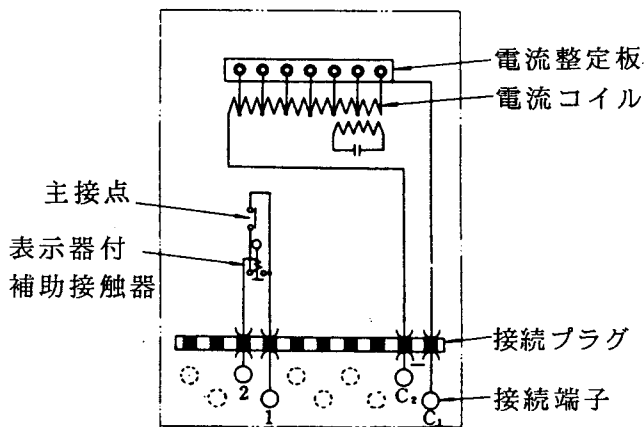 電流整定板
電流コイル
主接点
表示器付
補助接触器
接続プラグ
2
1
C₂
C₁
接続端子